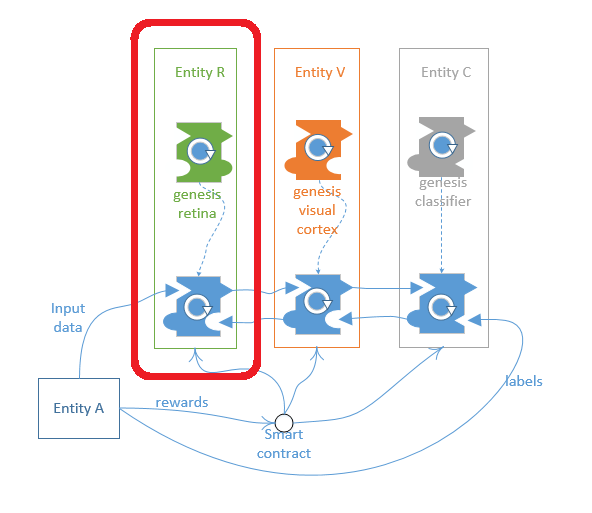 Entity R
Entity V
Entity C
genesis
retina
genesis
visual
cortex
genesis
classifier
Input
data
Entity A
rewards
Smart
contract
labels